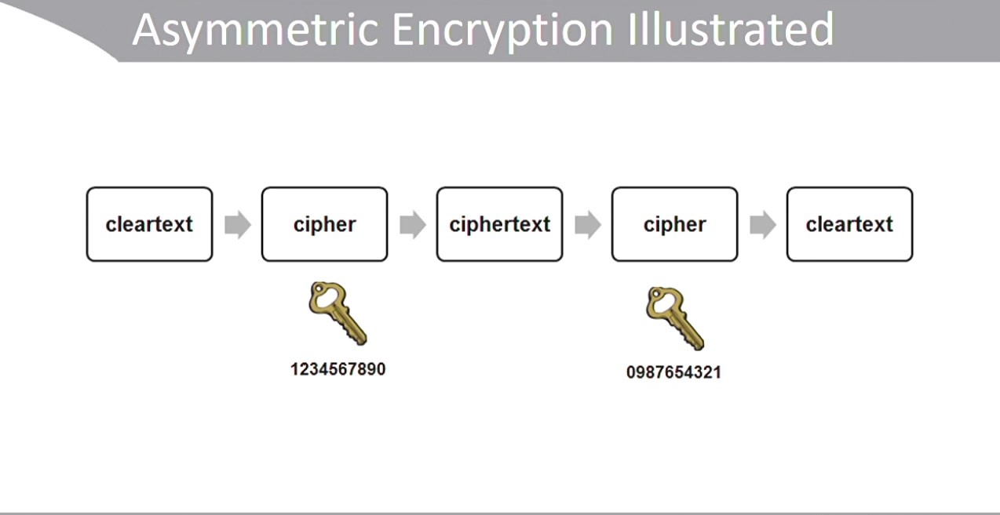 Asymmetric Encryption Illustrated
cleartext
cipher
ciphertext
cipher
cleartext
1234567890
0987654321